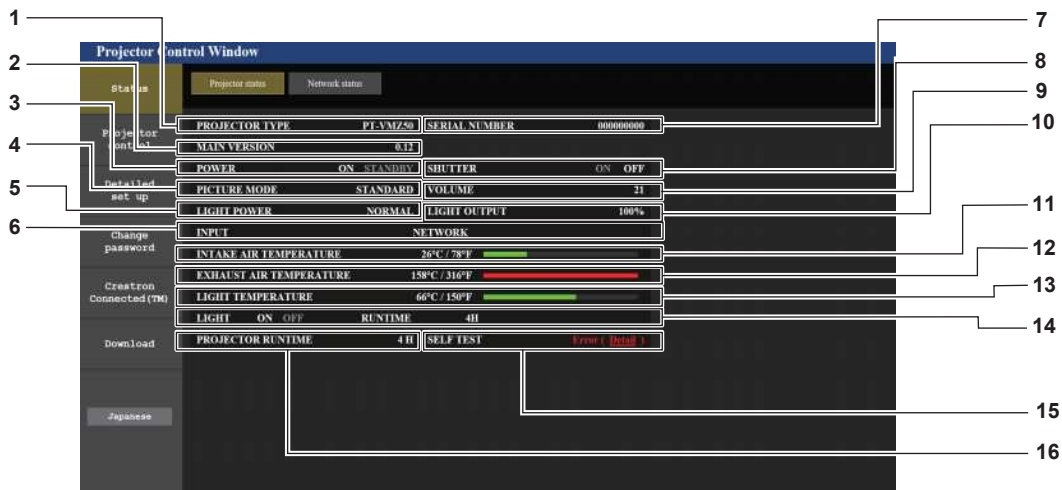 1
2
3
4
5
6
7
8
9
10
11
12
13
14
15
16
Projector Control Window
Status
Projector control
Detailed
set up
Change
password
Crestron
Connected(TM)
Download
Japanese
Projector status Network status
PROJECTOR TYPE PT-VMZ50 SERIAL NUMBER 000000000
MAIN VERSION 0.12
POWER ON STANDBY SHUTTER ON OFF
PICTURE MODE STANDARD VOLUME 21
LIGHT POWER NORMAL LIGHT OUTPUT 100%
INPUT NETWORK
INTAKE AIR TEMPERATURE 26°C / 78°F
EXHAUST AIR TEMPERATURE 158°C / 316°F
LIGHT TEMPERATURE 66°C / 150°F
LIGHT ON OFF RUNTIME 4H
PROJECTOR RUNTIME 4 H SELF TEST Error ( Detail )